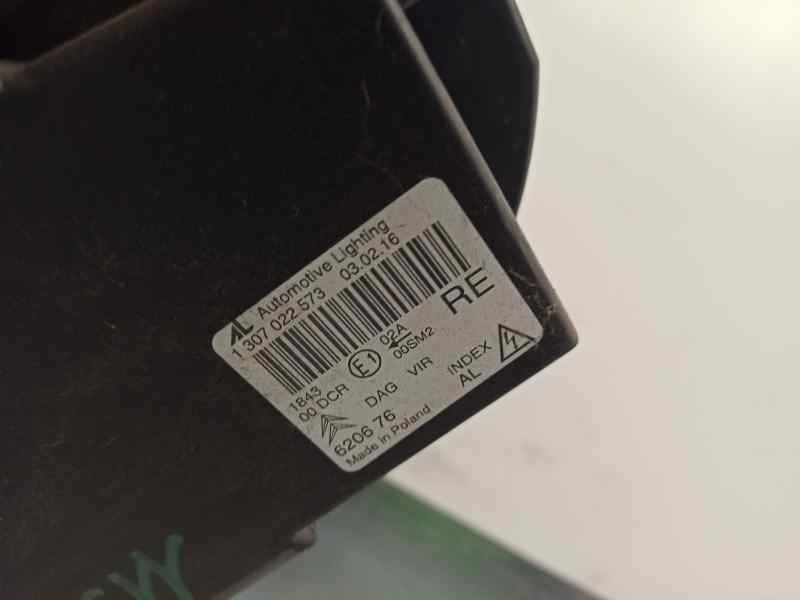 AL Automotive Lighting
1 307 022 573 03.02.16
RE
1843 E1 02A
00 DCR 00SM2
DAG VIR INDEX
6206 76 AL
Made in Poland